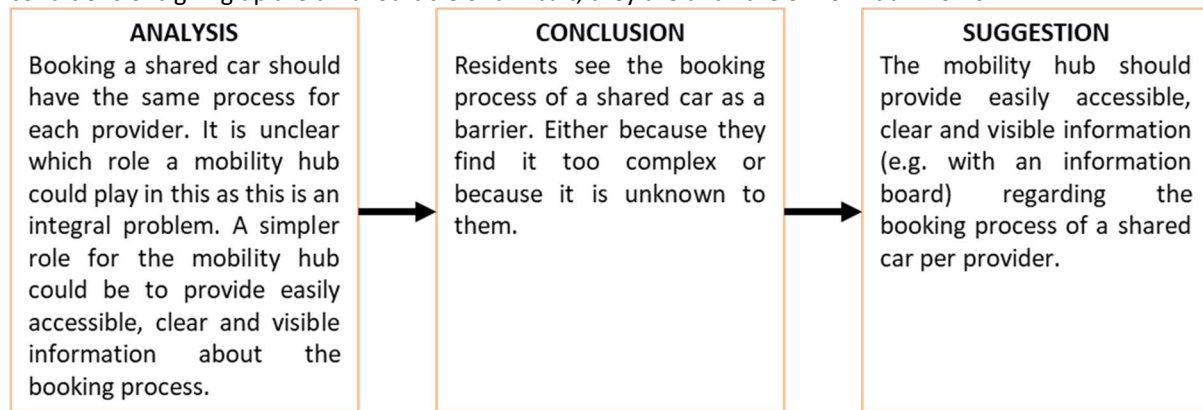 ANALYSIS
Booking a shared car should
have the same process for
each provider. It is unclear
which role a mobility hub
could play in this as this is an
integral problem. A simpler
role for the mobility hub
could be to provide easily
accessible, clear and visible
information about the
booking process.
CONCLUSION
Residents see the booking
process of a shared car as a
barrier. Either because they
find it too complex or
because it is unknown to
them.
SUGGESTION
The mobility hub should
provide easily accessible,
clear and visible information
(e.g. with an information
board) regarding the
booking process of a shared
car per provider.